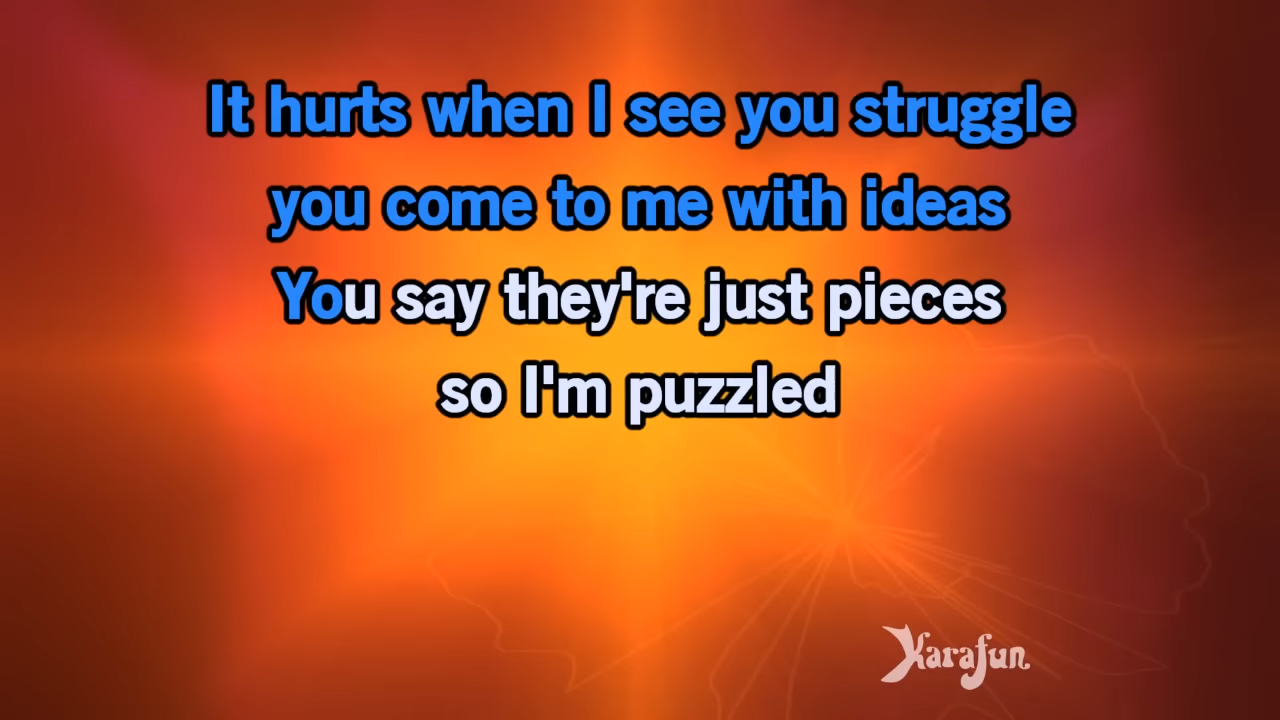 It hurts when I see you struggle
you come to me with ideas
You say they're just pieces
so I'm puzzled
Karafun